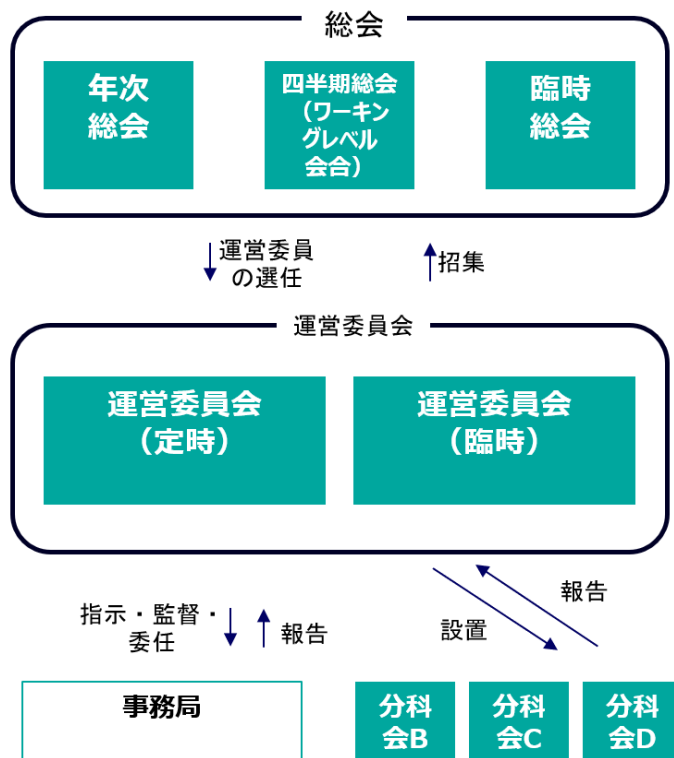 総会
年次
総会
四半期総会
（ワーキン
グレベル
会合）
臨時
総会
運営委員
の選任
招集
運営委員会
運営委員会
（定時）
運営委員会
（臨時）
指示・監督・
委任
報告
設置
報告
事務局
分科
会B
分科
会C
分科
会D